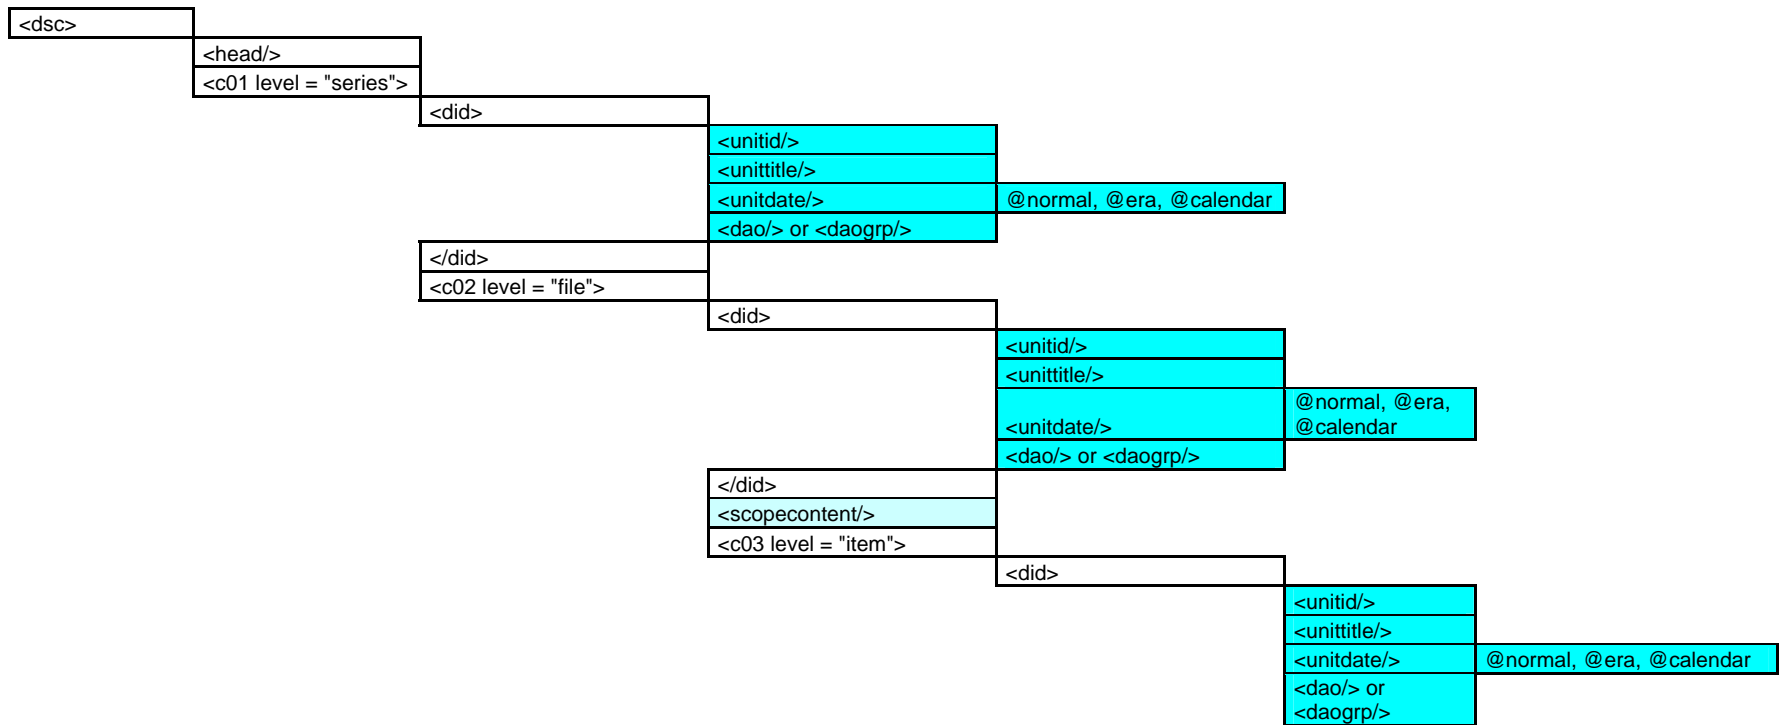 <dsc>
<head/>
<c01 level = "series">
<did>
<unitid/>
<unittitle/>
<unitdate/> @normal, @era, @calendar
<dao/> or <daogrp/>
</did>
<c02 level = "file">
<did>
<unitid/>
<unittitle/>
@normal, @era,
<unitdate/> @calendar
<dao/> or <daogrp/>
</did>
<scopecontent/>
<c03 level = "item">
<did>
<unitid/>
<unittitle/>
<unitdate/> @normal, @era, @calendar
<dao/> or
<daogrp/>